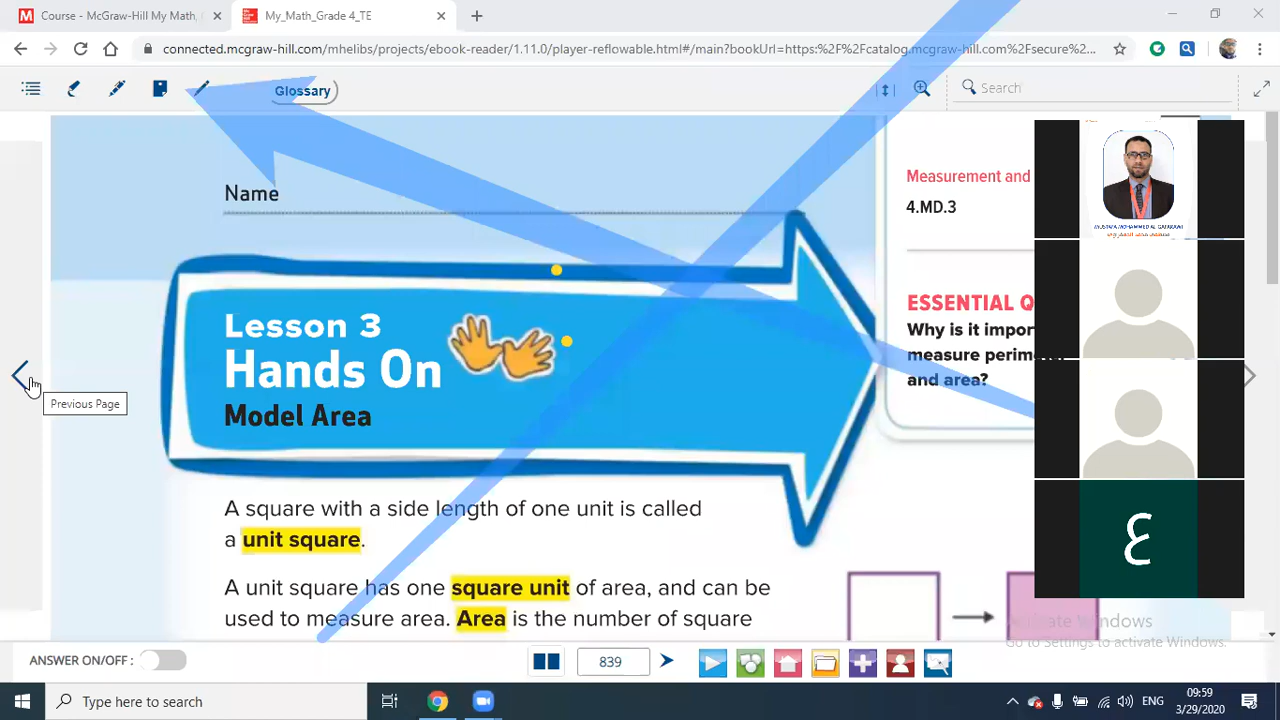 Course - McGraw-Hill My Math,
My_Math_Grade 4_TE
connected.mcgraw-hill.com/mhelibs/projects/ebook-reader/1.11.0/player-reflowable.html#/main?bookUrl=https:%2F%2Fcatalog.mcgraw-hill.com%2Fsecure%2...
Glossary
Search
Name
Measurement and
4.MD.3
Lesson 3
Hands On
Model Area
ESSENTIAL Q
Why is it impor
measure perime
and area?
Previous Page
A square with a side length of one unit is called
a unit square.
A unit square has one square unit of area, and can be
used to measure area. Area is the number of square
ع
Activate Windows
Go to Settings to activate Windows.
ANSWER ON/OFF :
839
Type here to search
ENG
09:59
3/29/2020